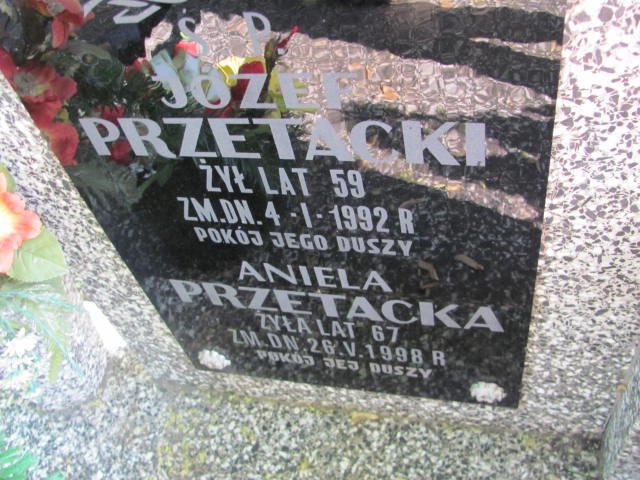 Ś.P.
JÓZEF
PRZETACKI
ŻYŁ LAT 59
ZM.DN.4-I-1992 R
POKÓJ JEGO DUSZY
ANIELA
PRZETACKA
ŻYŁA LAT 67
ZM.DN.26.V.1998 R
POKÓJ JEJ DUSZY